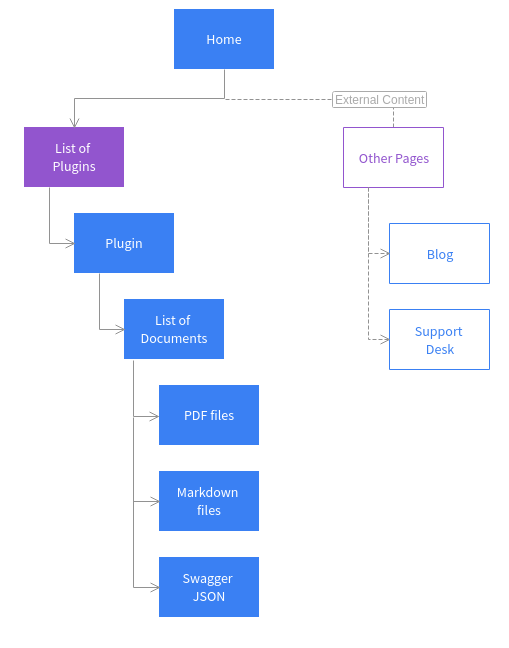 Home
External Content
List of
Plugins
Other Pages
Plugin
Blog
List of
Documents
Support
Desk
PDF files
Markdown
files
Swagger
JSON